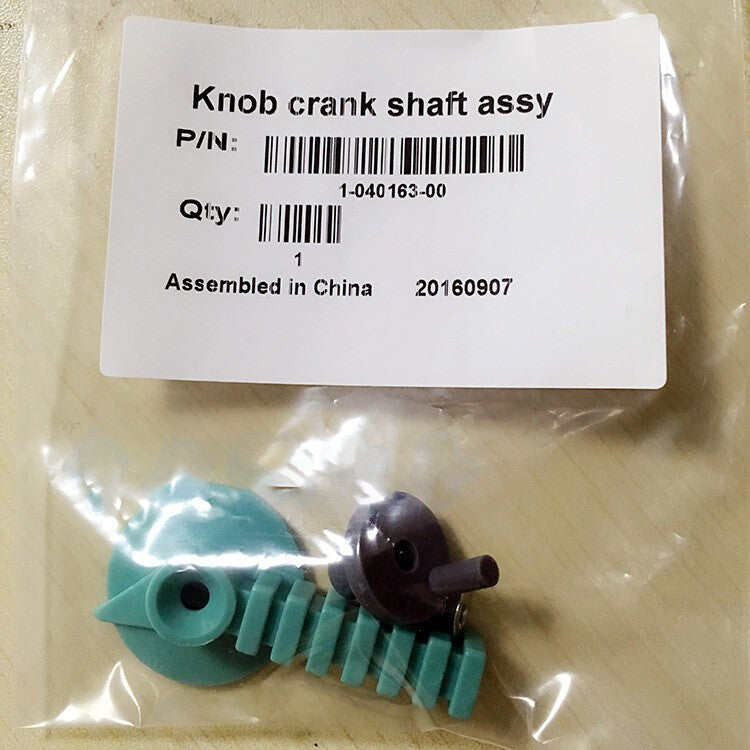 Knob crank shaft assy
P/N:
1-040163-00
Qty:
1
Assembled in China 20160907